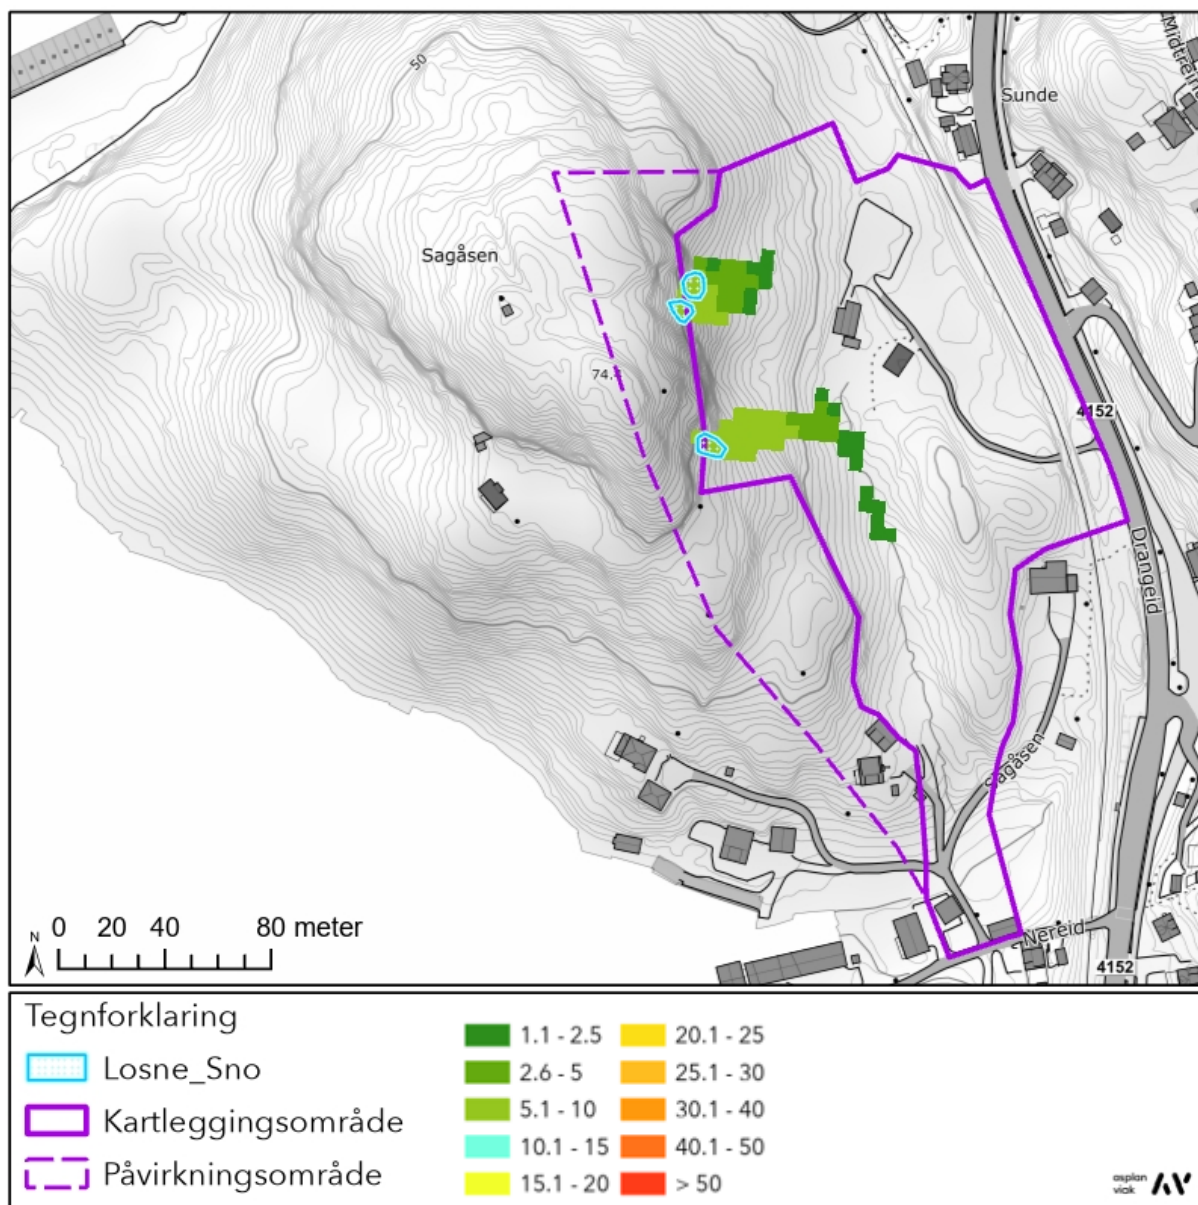 50
Sunde
Sagåsen
74,4
4152
Drangeid
Sagåsen
Nereid
4152
N
0 20 40 80 meter
Tegnforklaring
Losne_Sno
Kartleggingsområde
Påvirkningsområde
1.1 - 2.5
2.6 - 5
5.1 - 10
10.1 - 15
15.1 - 20
20.1 - 25
25.1 - 30
30.1 - 40
40.1 - 50
> 50
asplan
viak